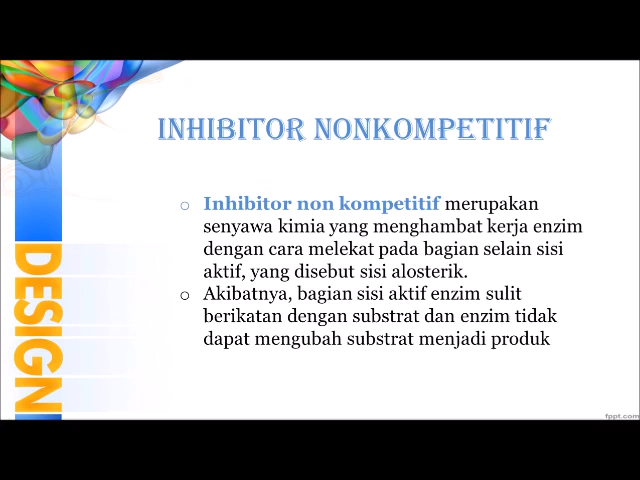 INHIBITOR NONKOMPETITIF
Inhibitor non kompetitif merupakan
senyawa kimia yang menghambat kerja enzim
dengan cara melekat pada bagian selain sisi
aktif, yang disebut sisi alosterik.
Akibatnya, bagian sisi aktif enzim sulit
berikatan dengan substrat dan enzim tidak
dapat mengubah substrat menjadi produk
DESIGN
fppt.com